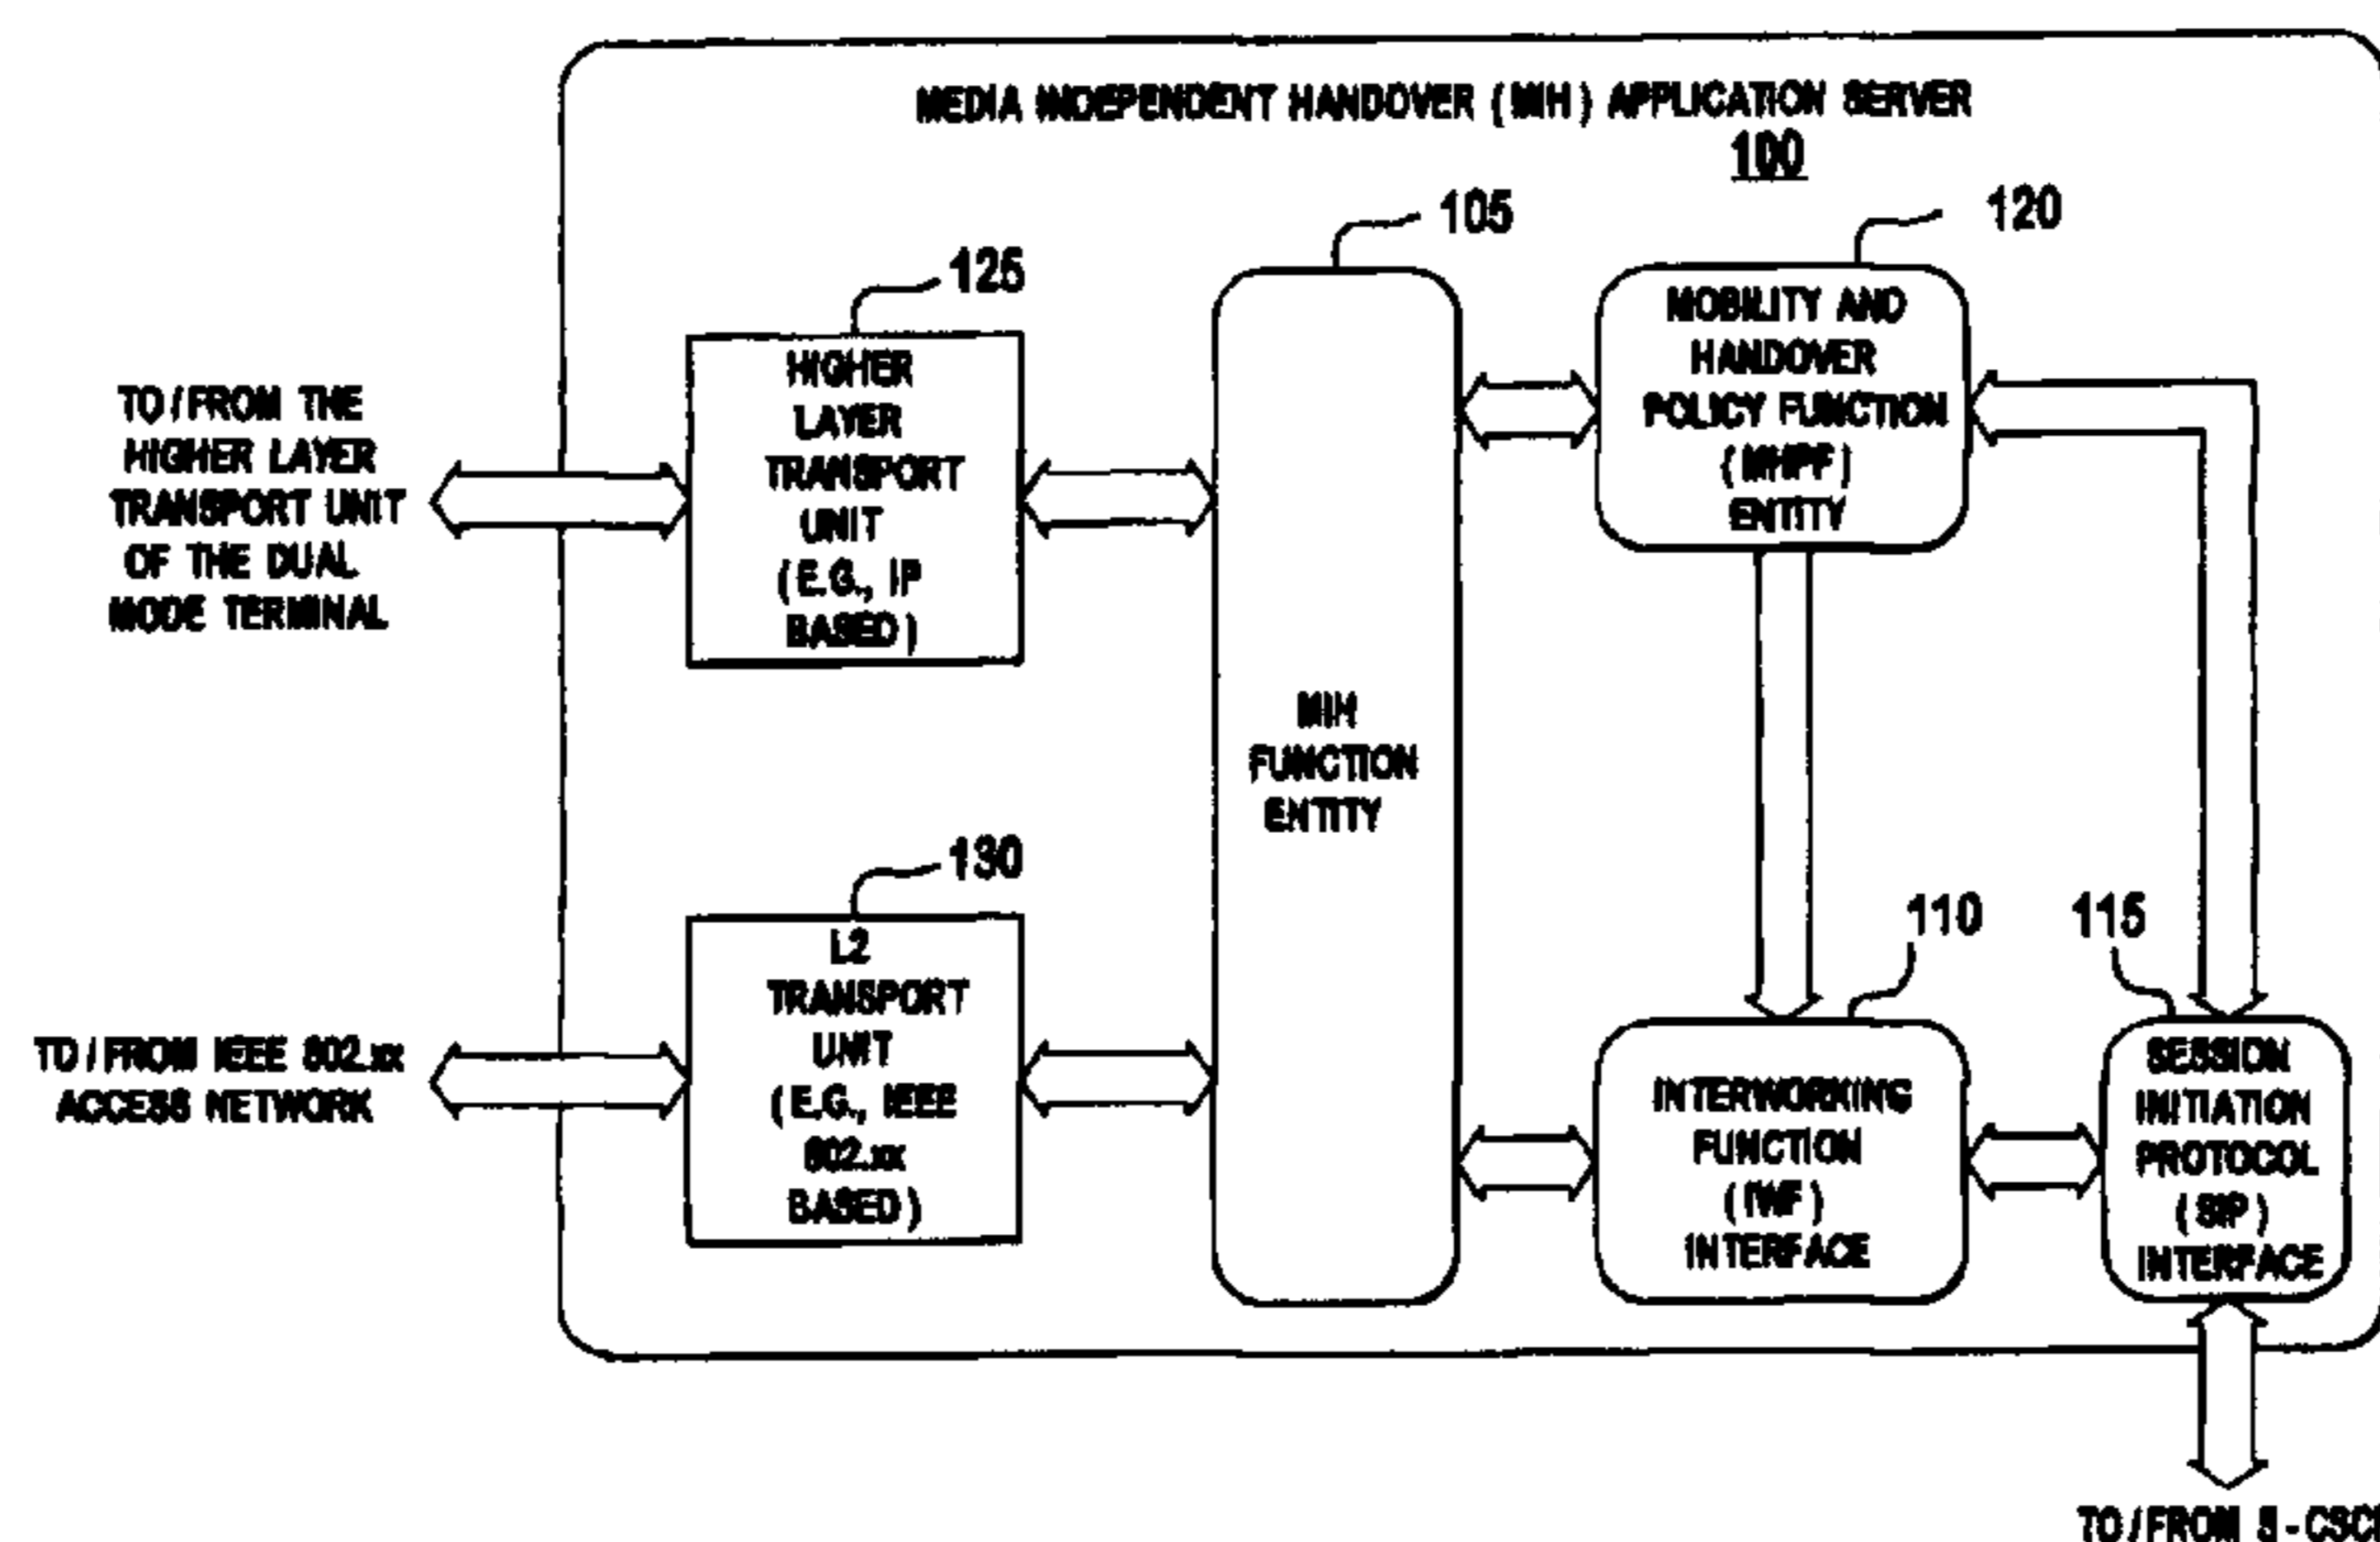 MEDIA INDEPENDENT HANDOVER (MIH) APPLICATION SERVER
100
105
120
125
MOBILITY AND
HANDOVER
POLICY FUNCTION
(MHPF)
ENTITY
HIGHER
LAYER
TRANSPORT
UNIT
(E.G., IP
BASED)
TO/FROM THE
HIGHER LAYER
TRANSPORT UNIT
OF THE DUAL
MODE TERMINAL
MIH
FUNCTION
ENTITY
130
110
115
L2
TRANSPORT
UNIT
(E.G., IEEE
802.xx
BASED)
TO/FROM IEEE 802.xx
ACCESS NETWORK
INTERWORKING
FUNCTION
(IWF)
INTERFACE
SESSION
INITIATION
PROTOCOL
(SIP)
INTERFACE
TO/FROM S-CSC